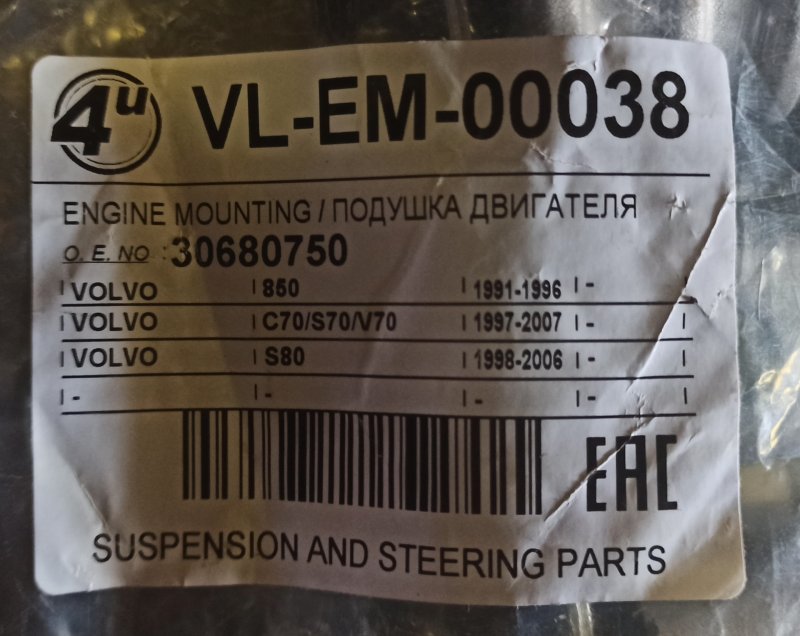 4U VL-EM-00038
ENGINE MOUNTING / ПОДУШКА ДВИГАТЕЛЯ
O. E. NO : 30680750
VOLVO 850 1991-1996 -
VOLVO C70/S70/V70 1997-2007 -
VOLVO S80 1998-2006 -
- - - -
EAC
SUSPENSION AND STEERING PARTS